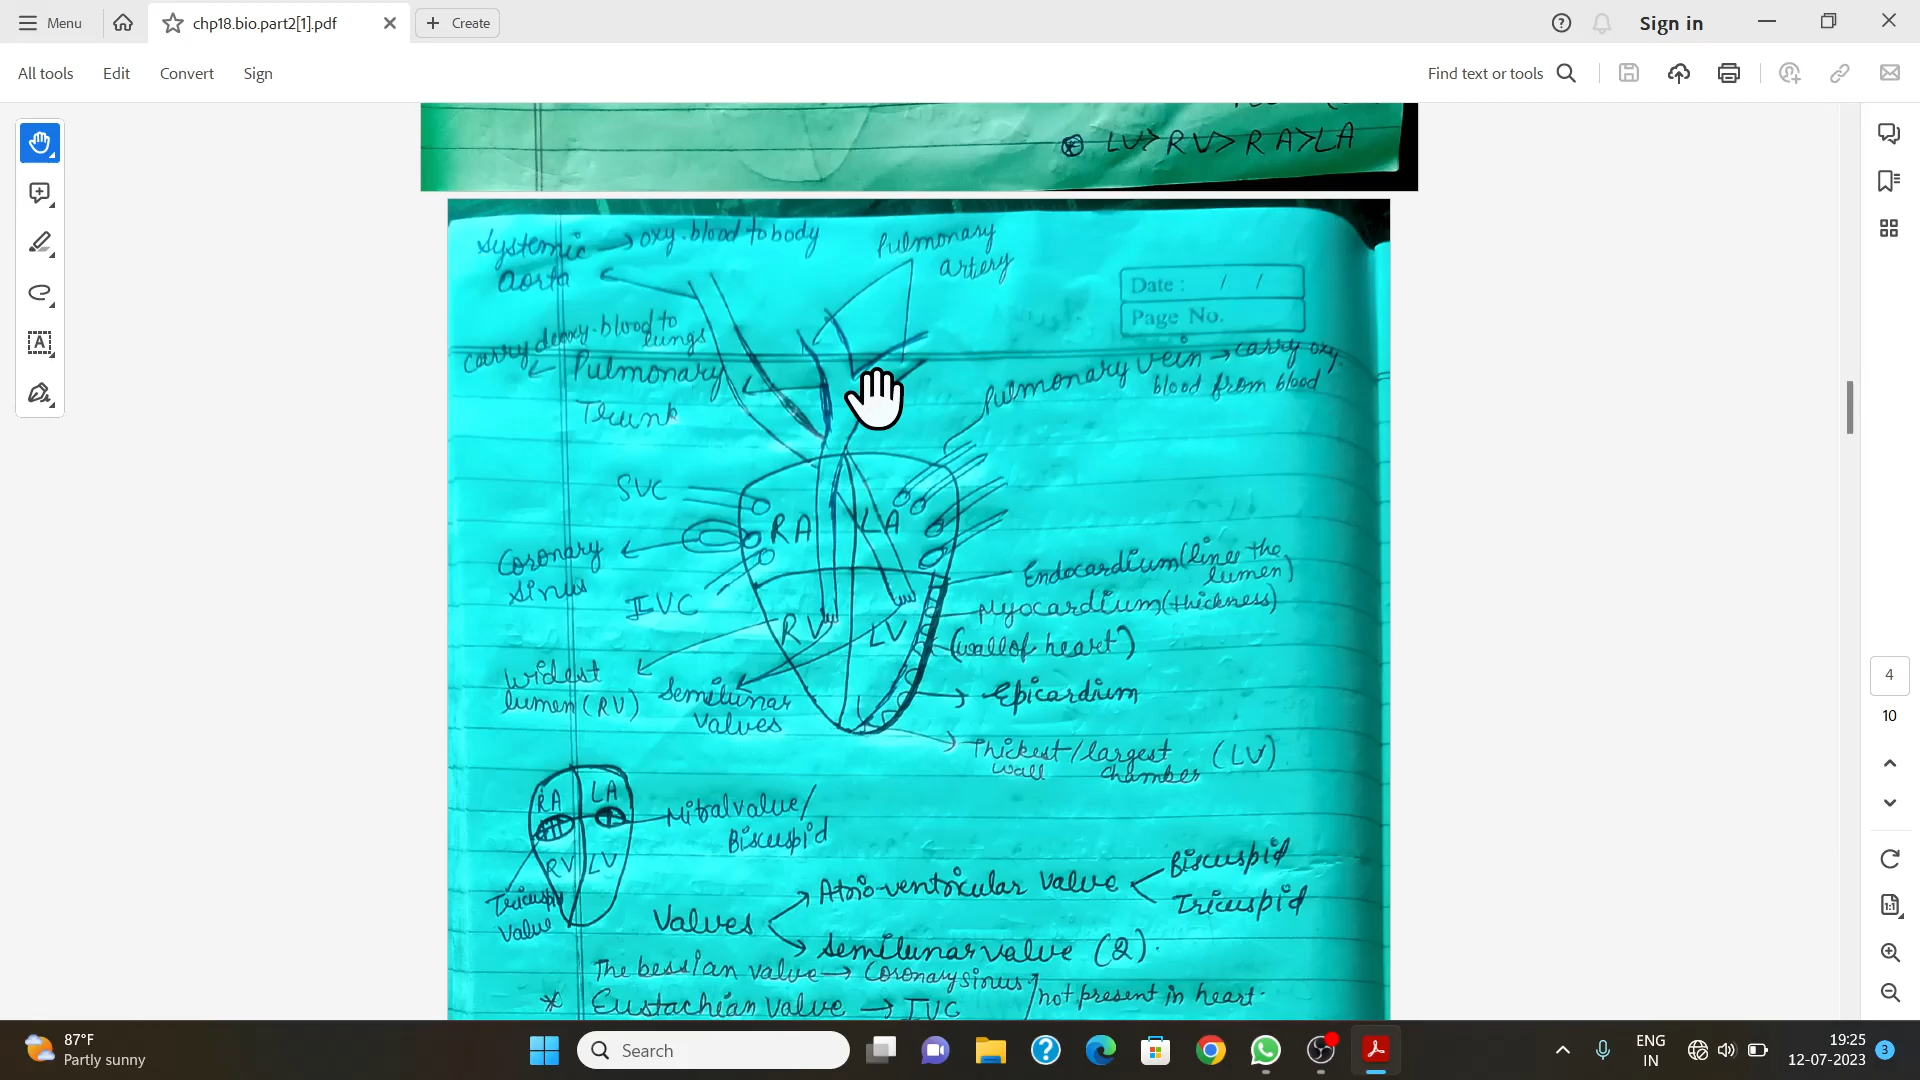 Menu
chp18.bio.part2[1].pdf
Create
Sign in
All tools
Edit
Convert
Sign
Find text or tools
LV>RV>RA>LA
Systemic → oxy.blood to body
aorta
Pulmonary
artery
Date : / /
Page No.
carry deoxy.blood to
lungs
Pulmonary
Trunk
Pulmonary vein → carry oxy.
blood from blood
SVC
RA
LA
Coronary
sinus
IVC
RV
LV
Endocardium(lines the
lumen)
Myocardium(thickness)
(wall of heart)
Epicardium
widest
lumen(RV)
Semilunar
valves
Thickest/largest (LV)
wall chamber
RA LA
RV LV
Mitral valve/
Biscuspid
Tricuspid
valve
Valves
Atrio-ventricular valve
Biscuspid
Tricuspid
Semilunar valve (2).
The bessian valve → Coronary sinus
* Eustachian valve → IVC
not present in heart.
4
10
87°F
Partly sunny
Search
ENG
IN
19:25
12-07-2023
3